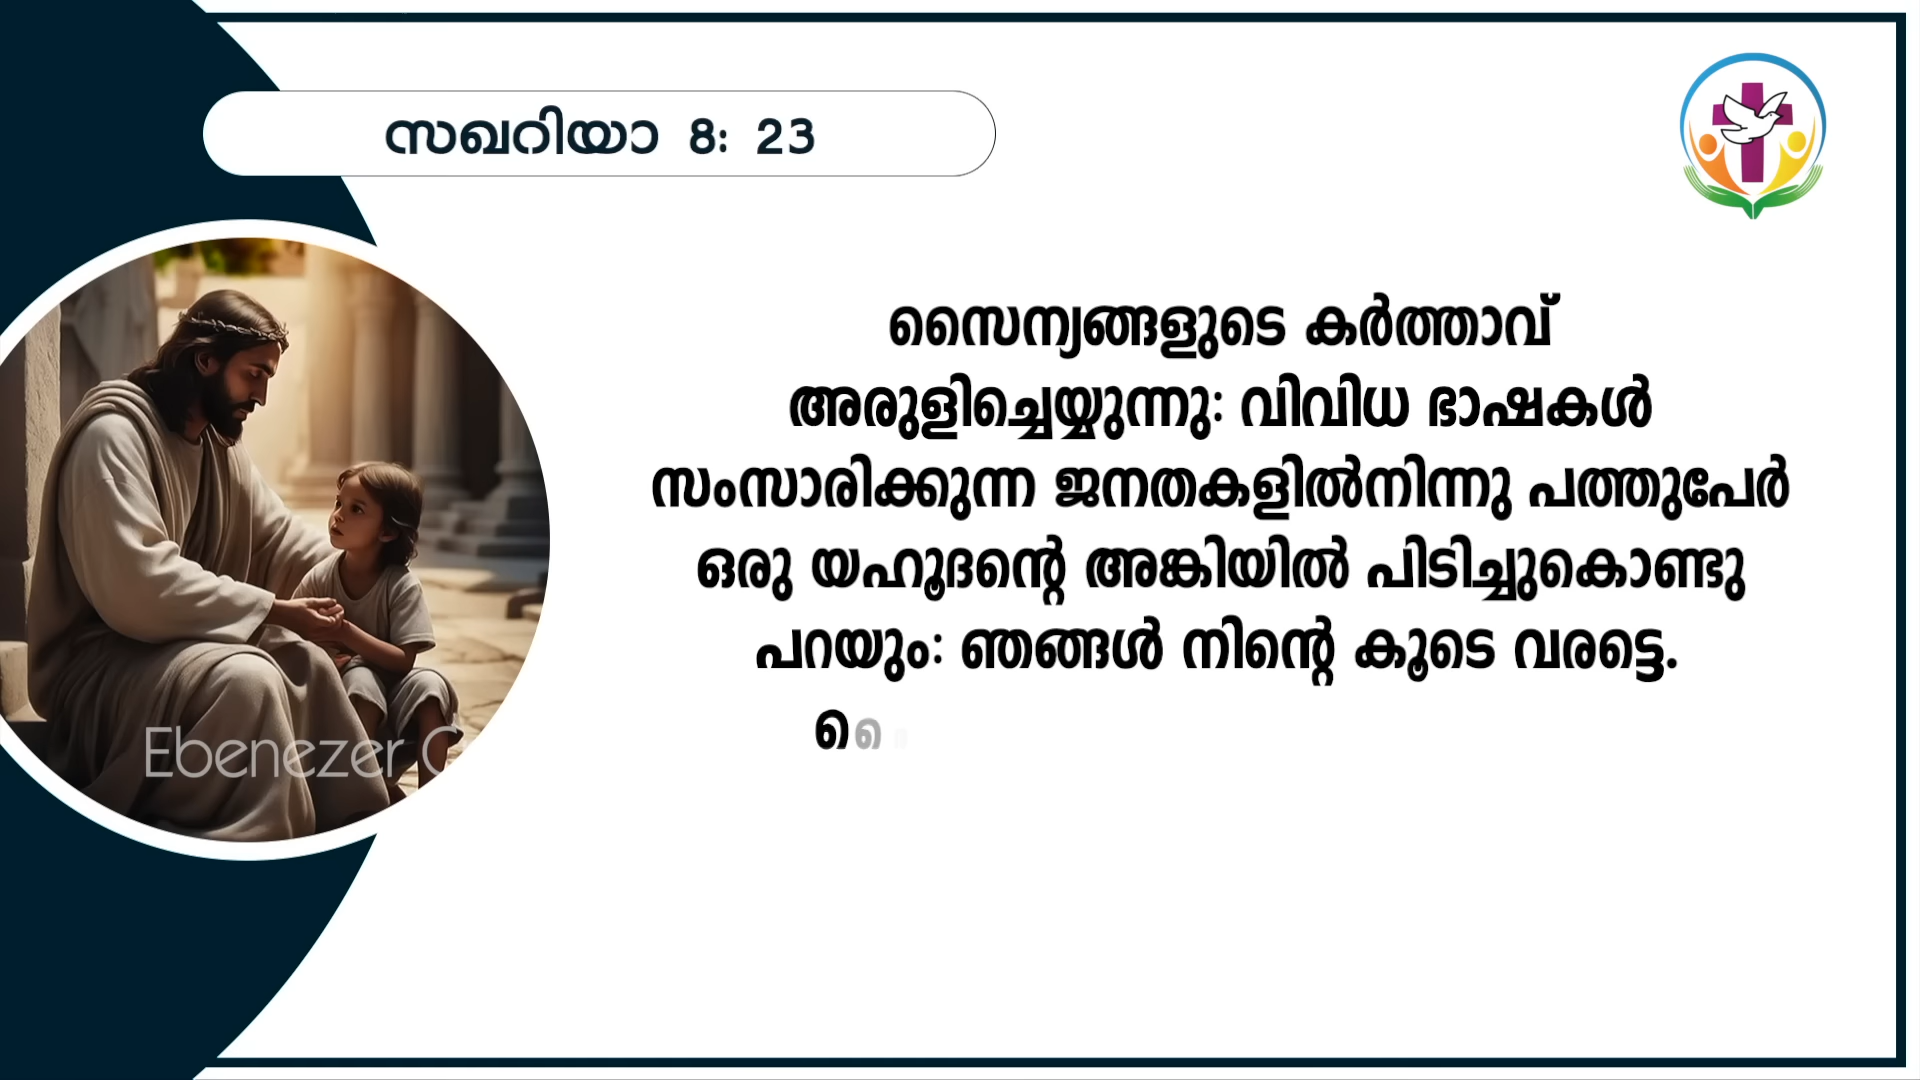 സഖറിയാ 8: 23
സൈന്യങ്ങളുടെ കർത്താവ്
അരുളിച്ചെയ്യുന്നു: വിവിധ ഭാഷകൾ
സംസാരിക്കുന്ന ജനതകളിൽനിന്നു പത്തുപേർ
ഒരു യഹൂദന്റെ അങ്കിയിൽ പിടിച്ചുകൊണ്ടു
പറയും: ഞങ്ങൾ നിന്റെ കൂടെ വരട്ടെ.
Ebenezer